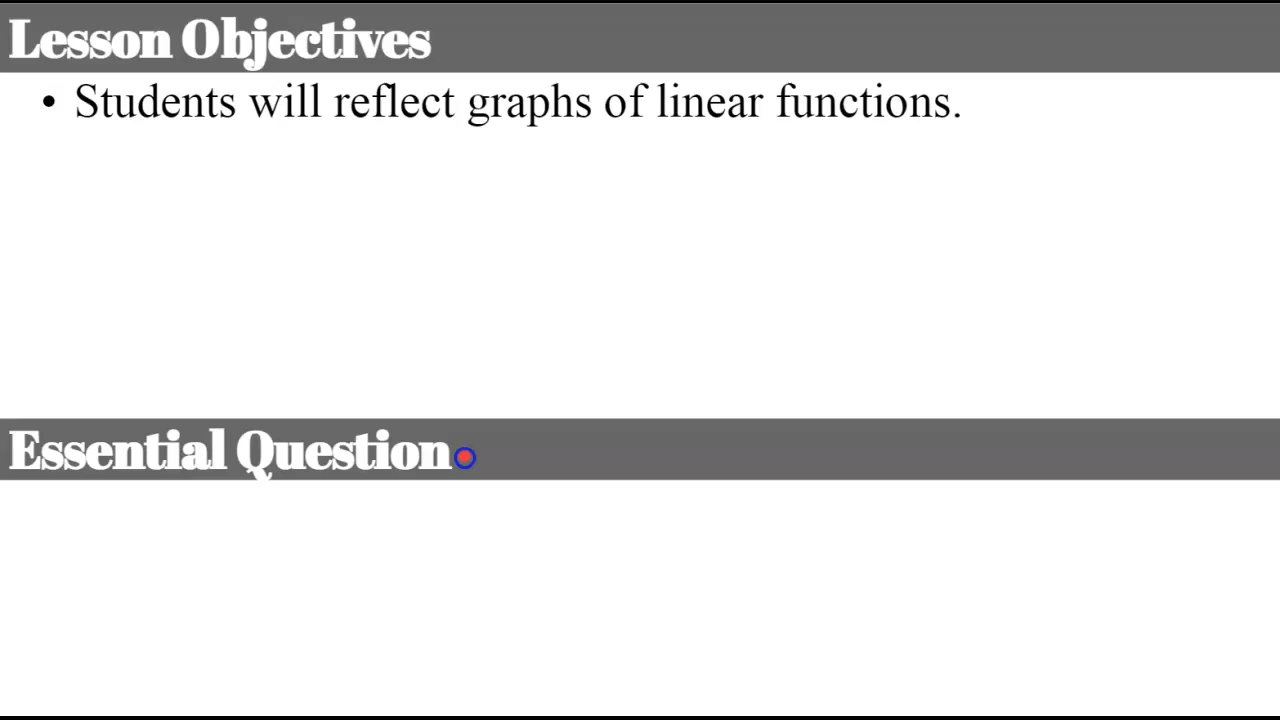 Lesson Objectives
• Students will reflect graphs of linear functions.
Essential Question